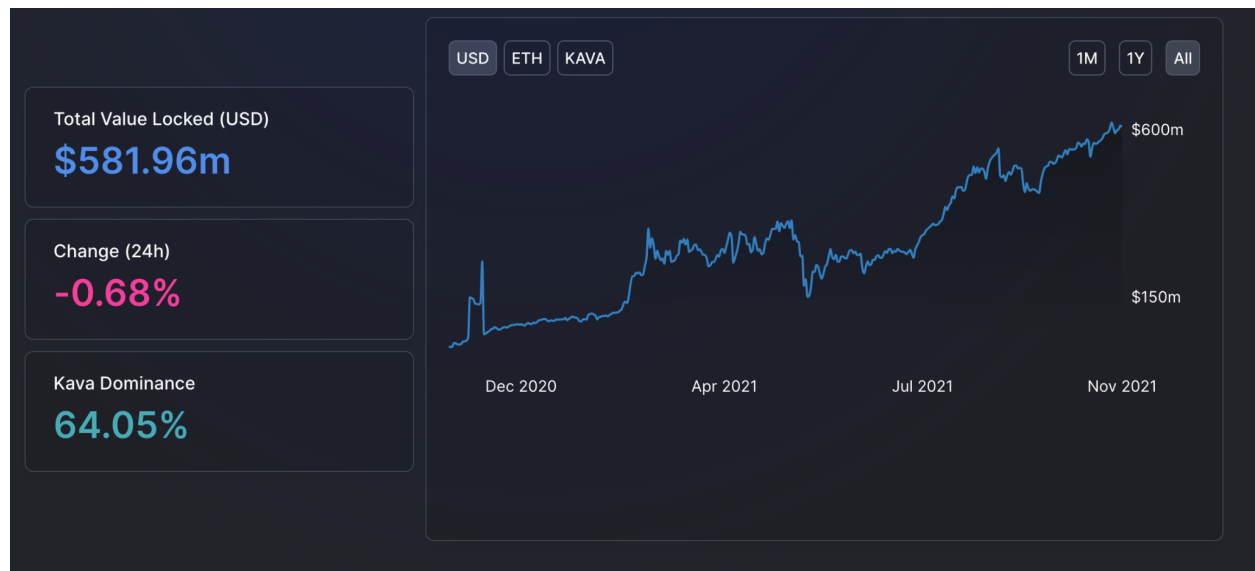 Total Value Locked (USD)
$581.96m
Change (24h)
-0.68%
Kava Dominance
64.05%
USD ETH KAVA 1M 1Y All
$600m
$150m
Dec 2020 Apr 2021 Jul 2021 Nov 2021